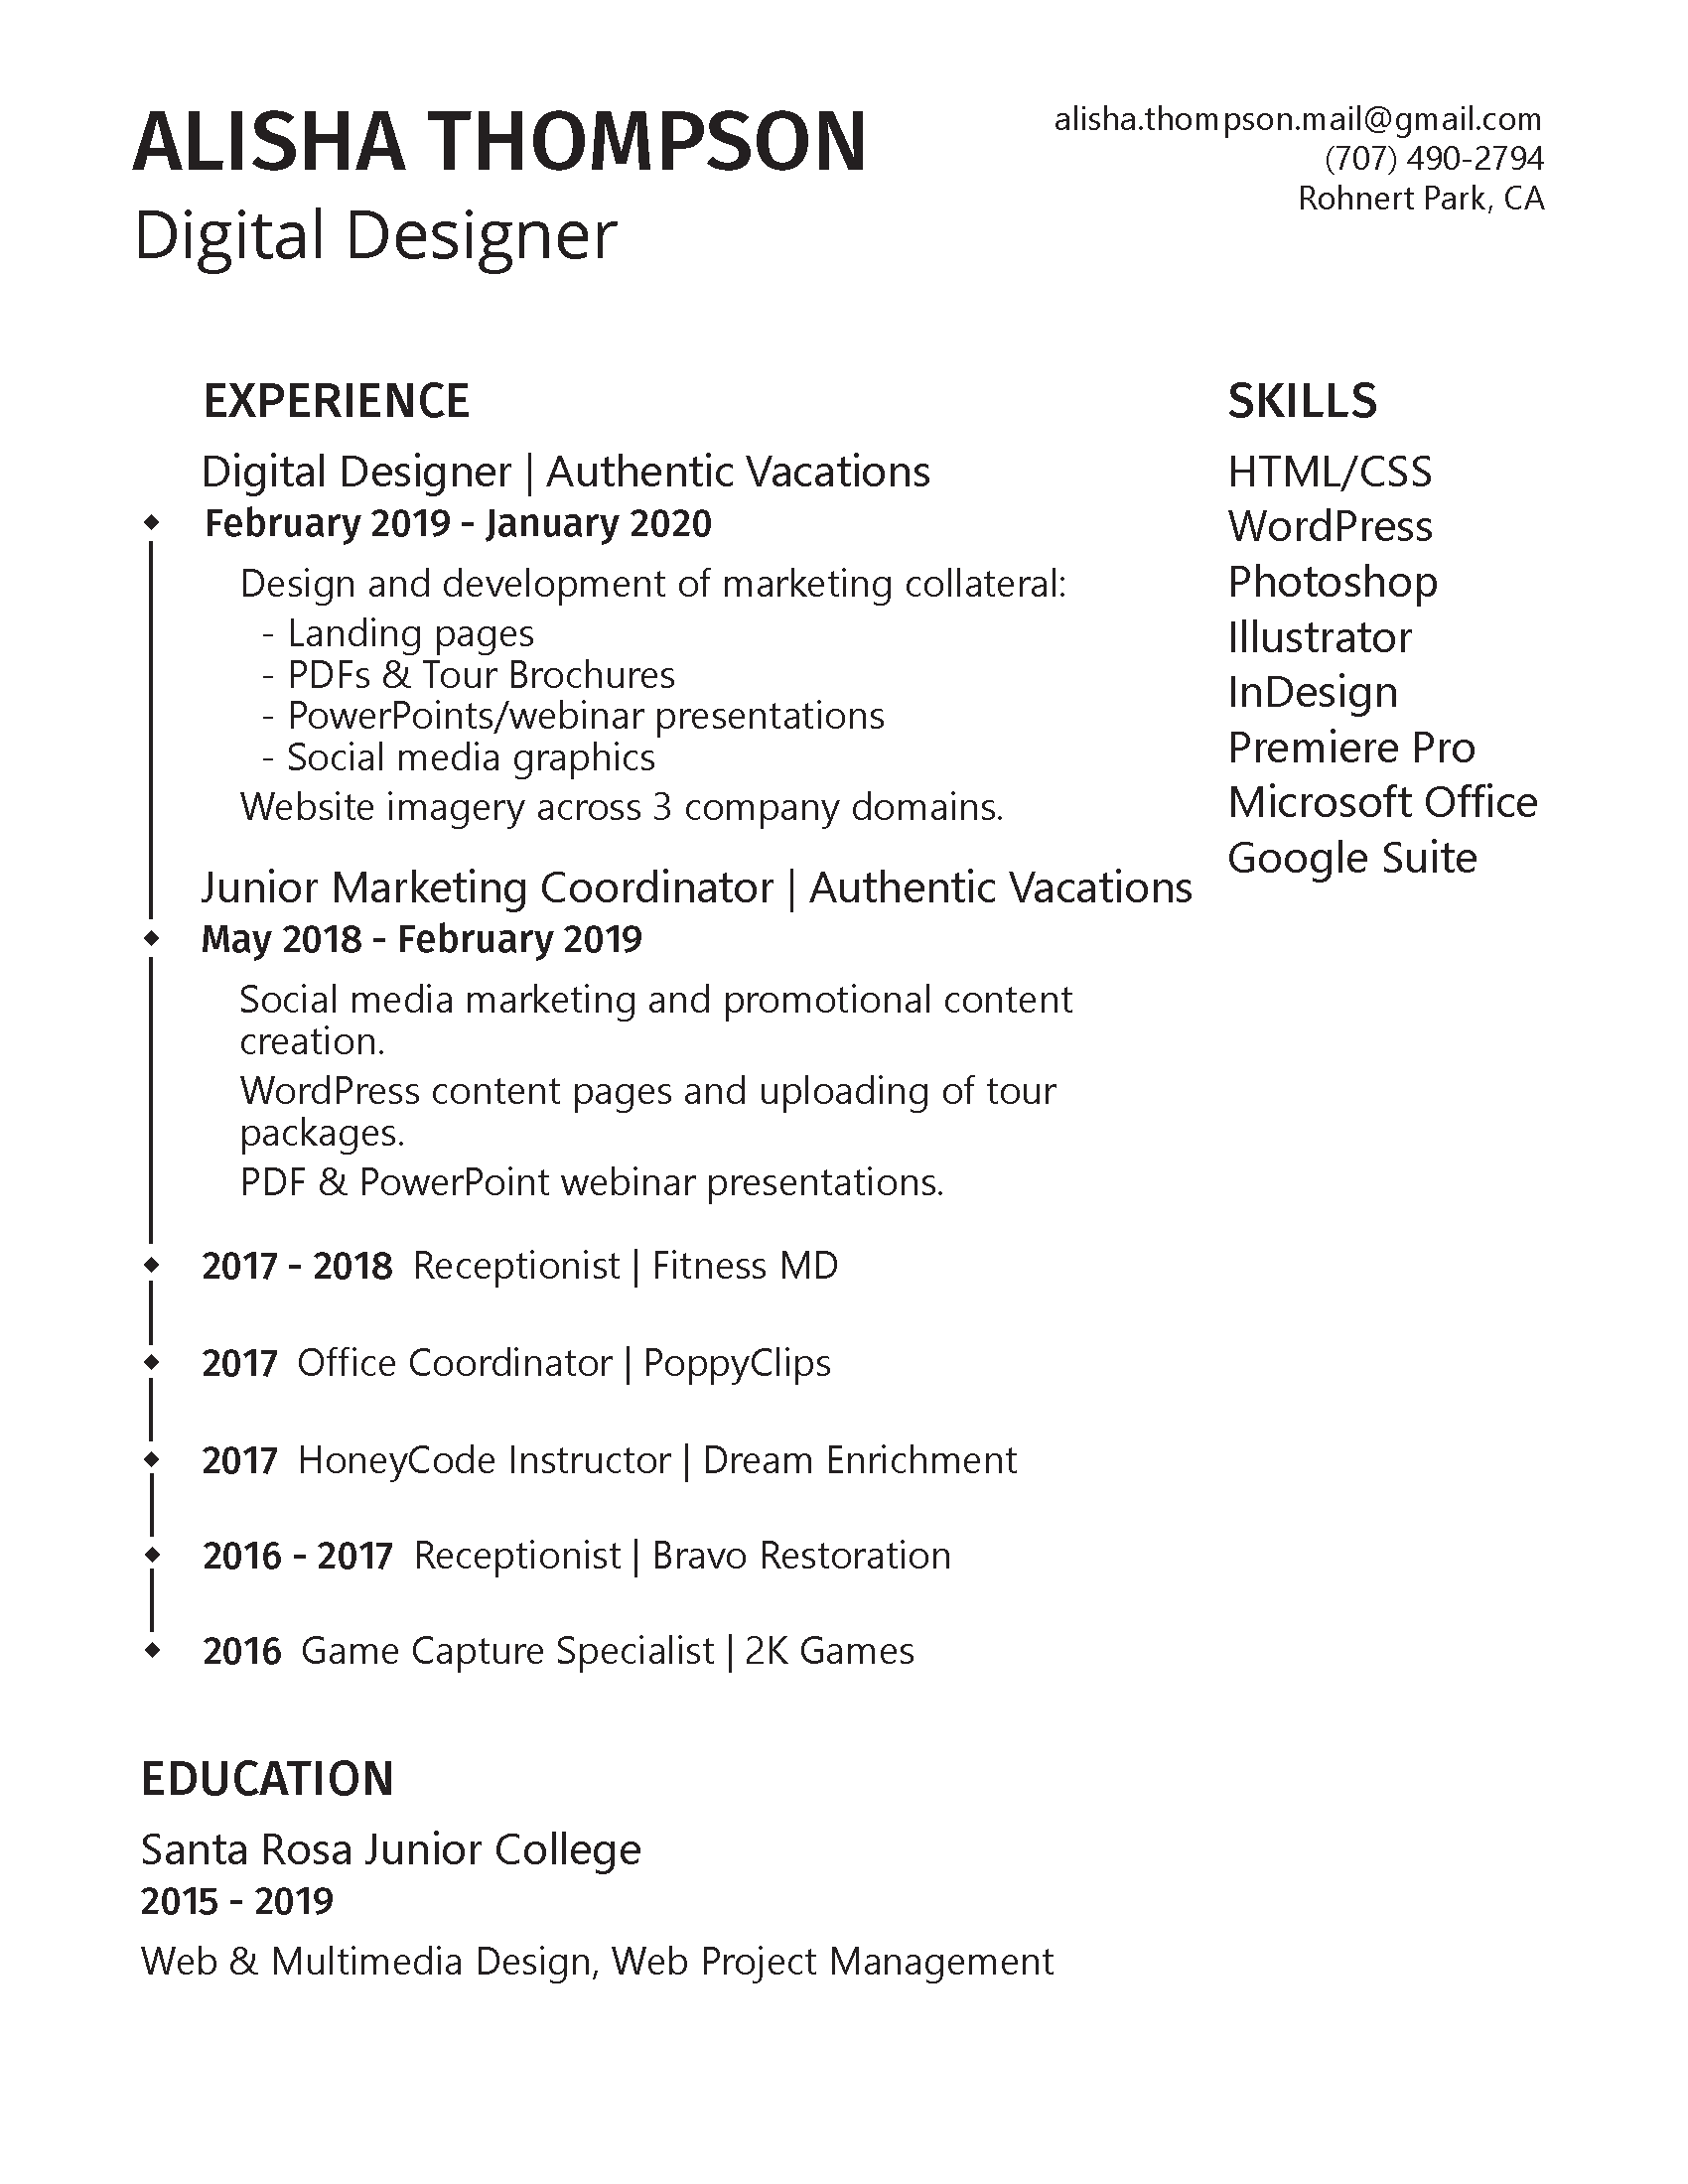 ALISHA THOMPSON
Digital Designer
alisha.thompson.mail@gmail.com
(707) 490-2794
Rohnert Park, CA
EXPERIENCE
Digital Designer | Authentic Vacations
February 2019 - January 2020
Design and development of marketing collateral:
- Landing pages
- PDFs & Tour Brochures
- PowerPoints/webinar presentations
- Social media graphics
Website imagery across 3 company domains.
Junior Marketing Coordinator | Authentic Vacations
May 2018 - February 2019
Social media marketing and promotional content
creation.
WordPress content pages and uploading of tour
packages.
PDF & PowerPoint webinar presentations.
2017 - 2018 Receptionist | Fitness MD
2017 Office Coordinator | PoppyClips
2017 HoneyCode Instructor | Dream Enrichment
2016 - 2017 Receptionist | Bravo Restoration
2016 Game Capture Specialist | 2K Games
SKILLS
HTML/CSS
WordPress
Photoshop
Illustrator
InDesign
Premiere Pro
Microsoft Office
Google Suite
EDUCATION
Santa Rosa Junior College
2015 - 2019
Web & Multimedia Design, Web Project Management